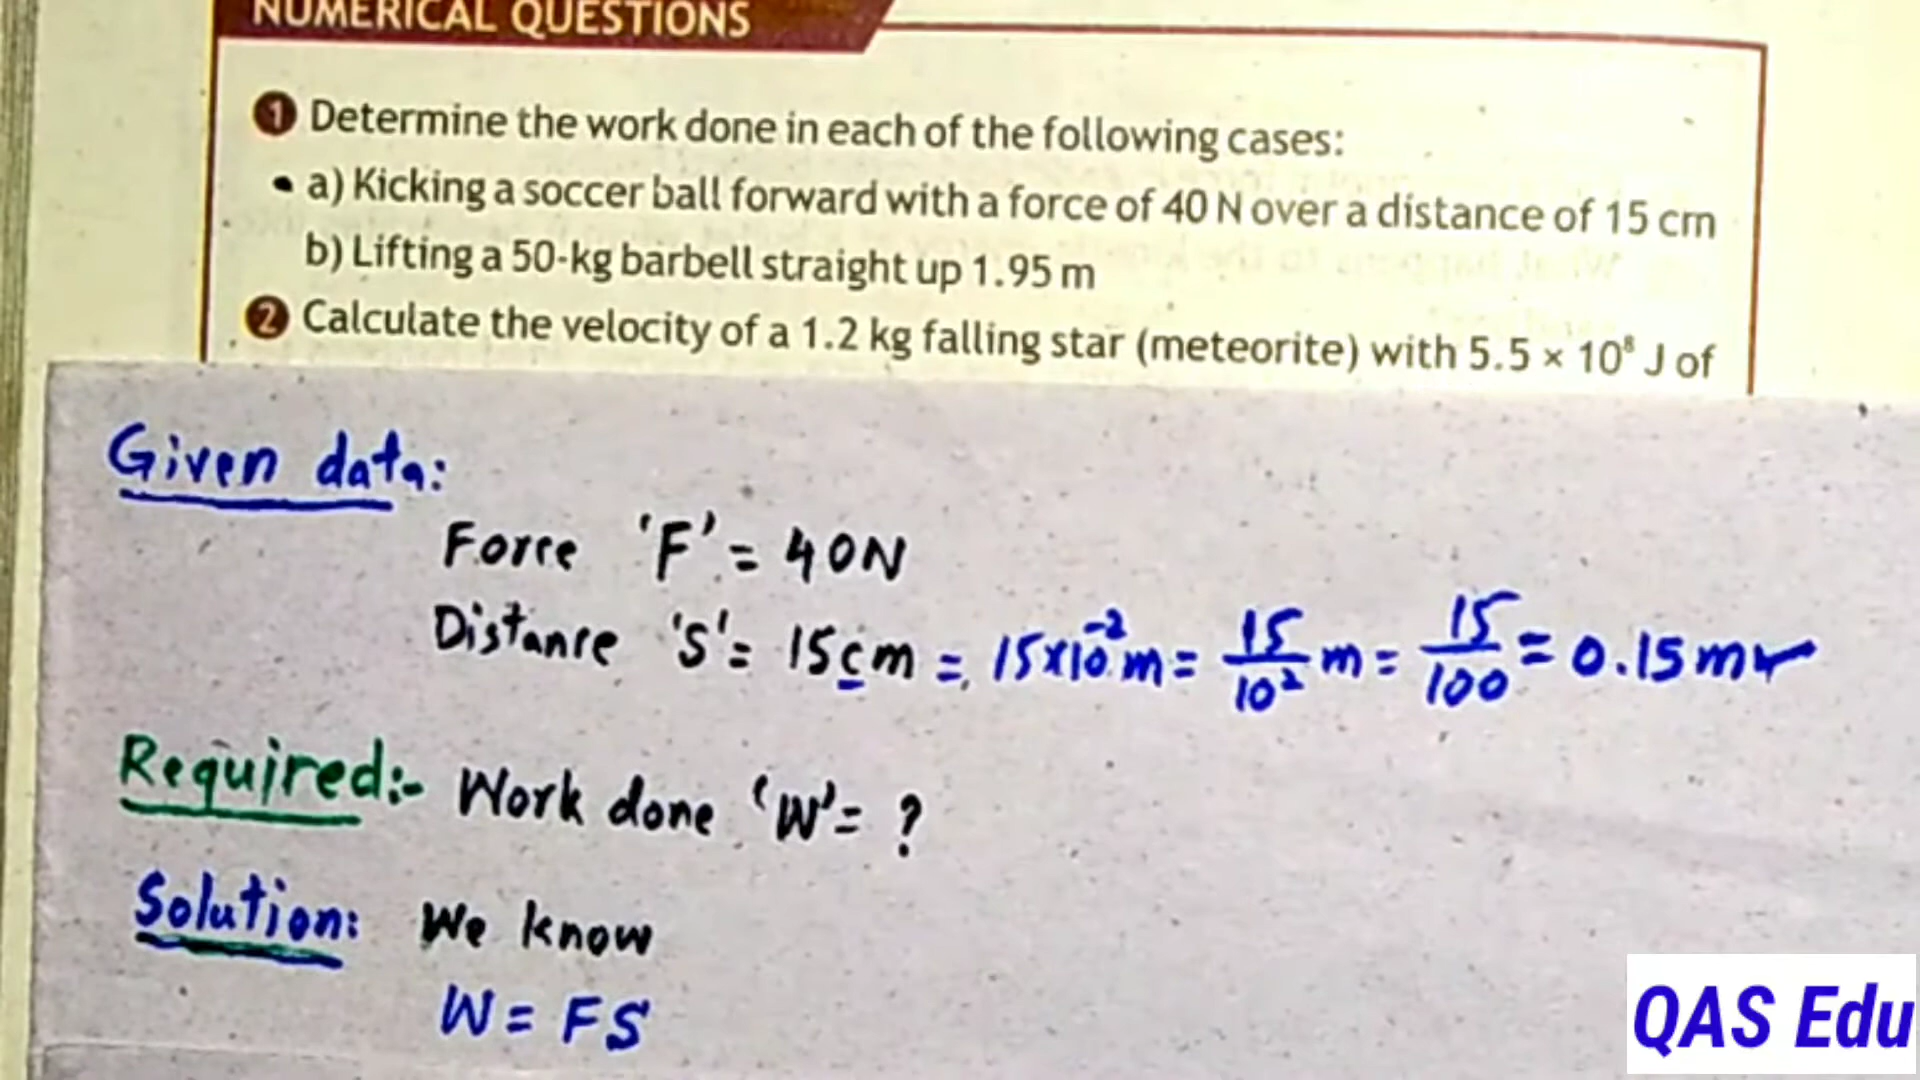 NUMERICAL QUESTIONS
1 Determine the work done in each of the following cases:
a) Kicking a soccer ball forward with a force of 40 N over a distance of 15 cm
b) Lifting a 50-kg barbell straight up 1.95 m
2 Calculate the velocity of a 1.2 kg falling star (meteorite) with 5.5 × 10⁸ J of
Given data:
Force 'F' = 40N
Distance 'S' = 15cm = 15x10⁻²m = 15/10² m = 15/100 = 0.15m
Required:- Work done 'W' = ?
Solution: We know
W = FS
QAS Edu